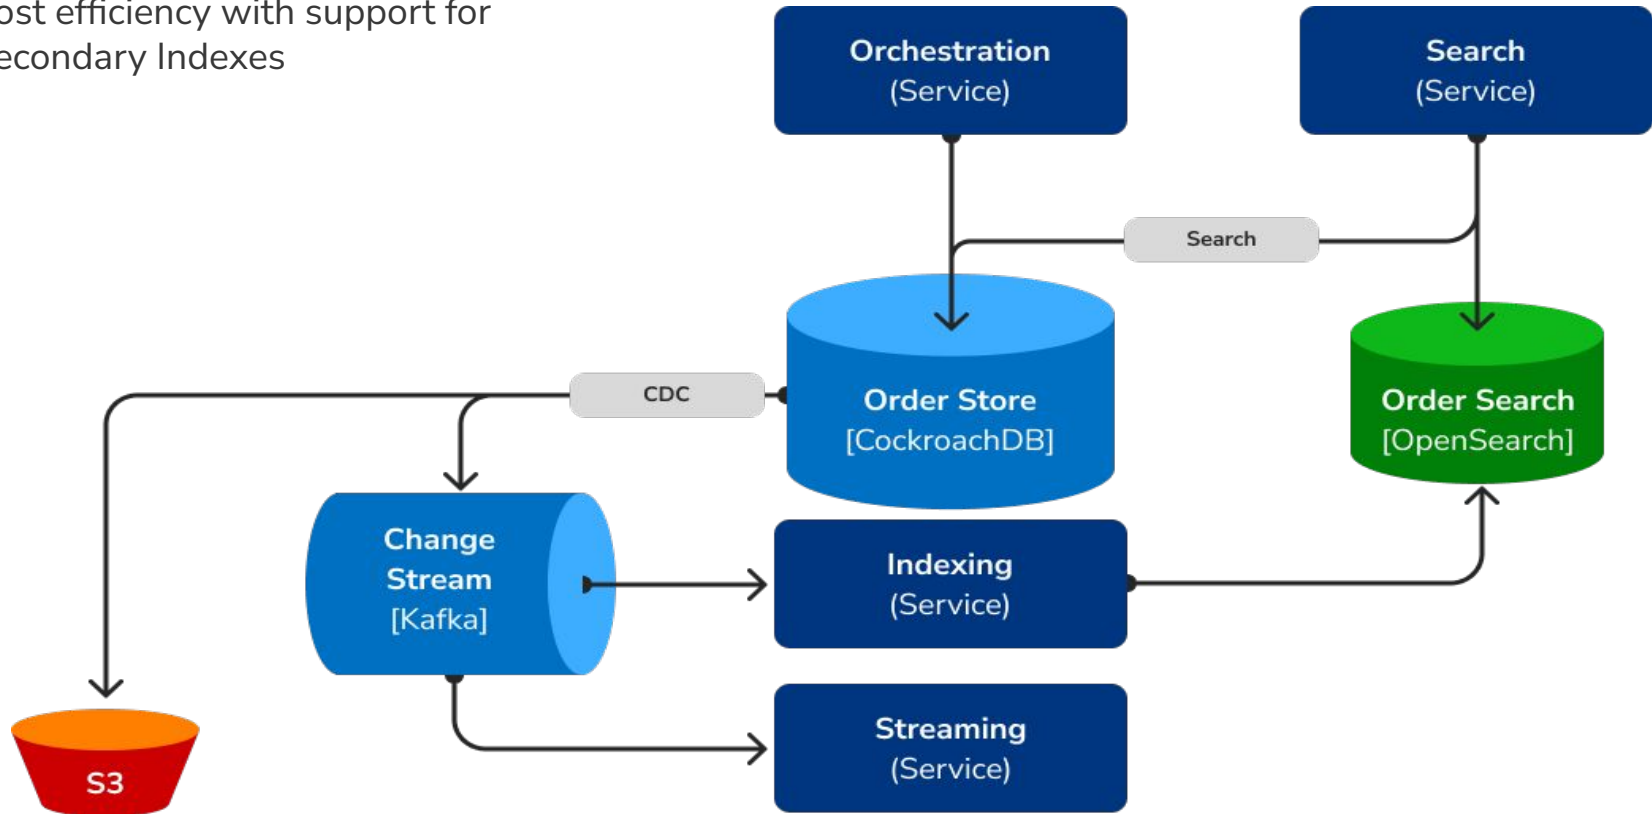 ost efficiency with support for
econdary Indexes
Orchestration
(Service)
Search
(Service)
Search
CDC
Order Store
[CockroachDB]
Order Search
[OpenSearch]
Change
Stream
[Kafka]
Indexing
(Service)
Streaming
(Service)
S3